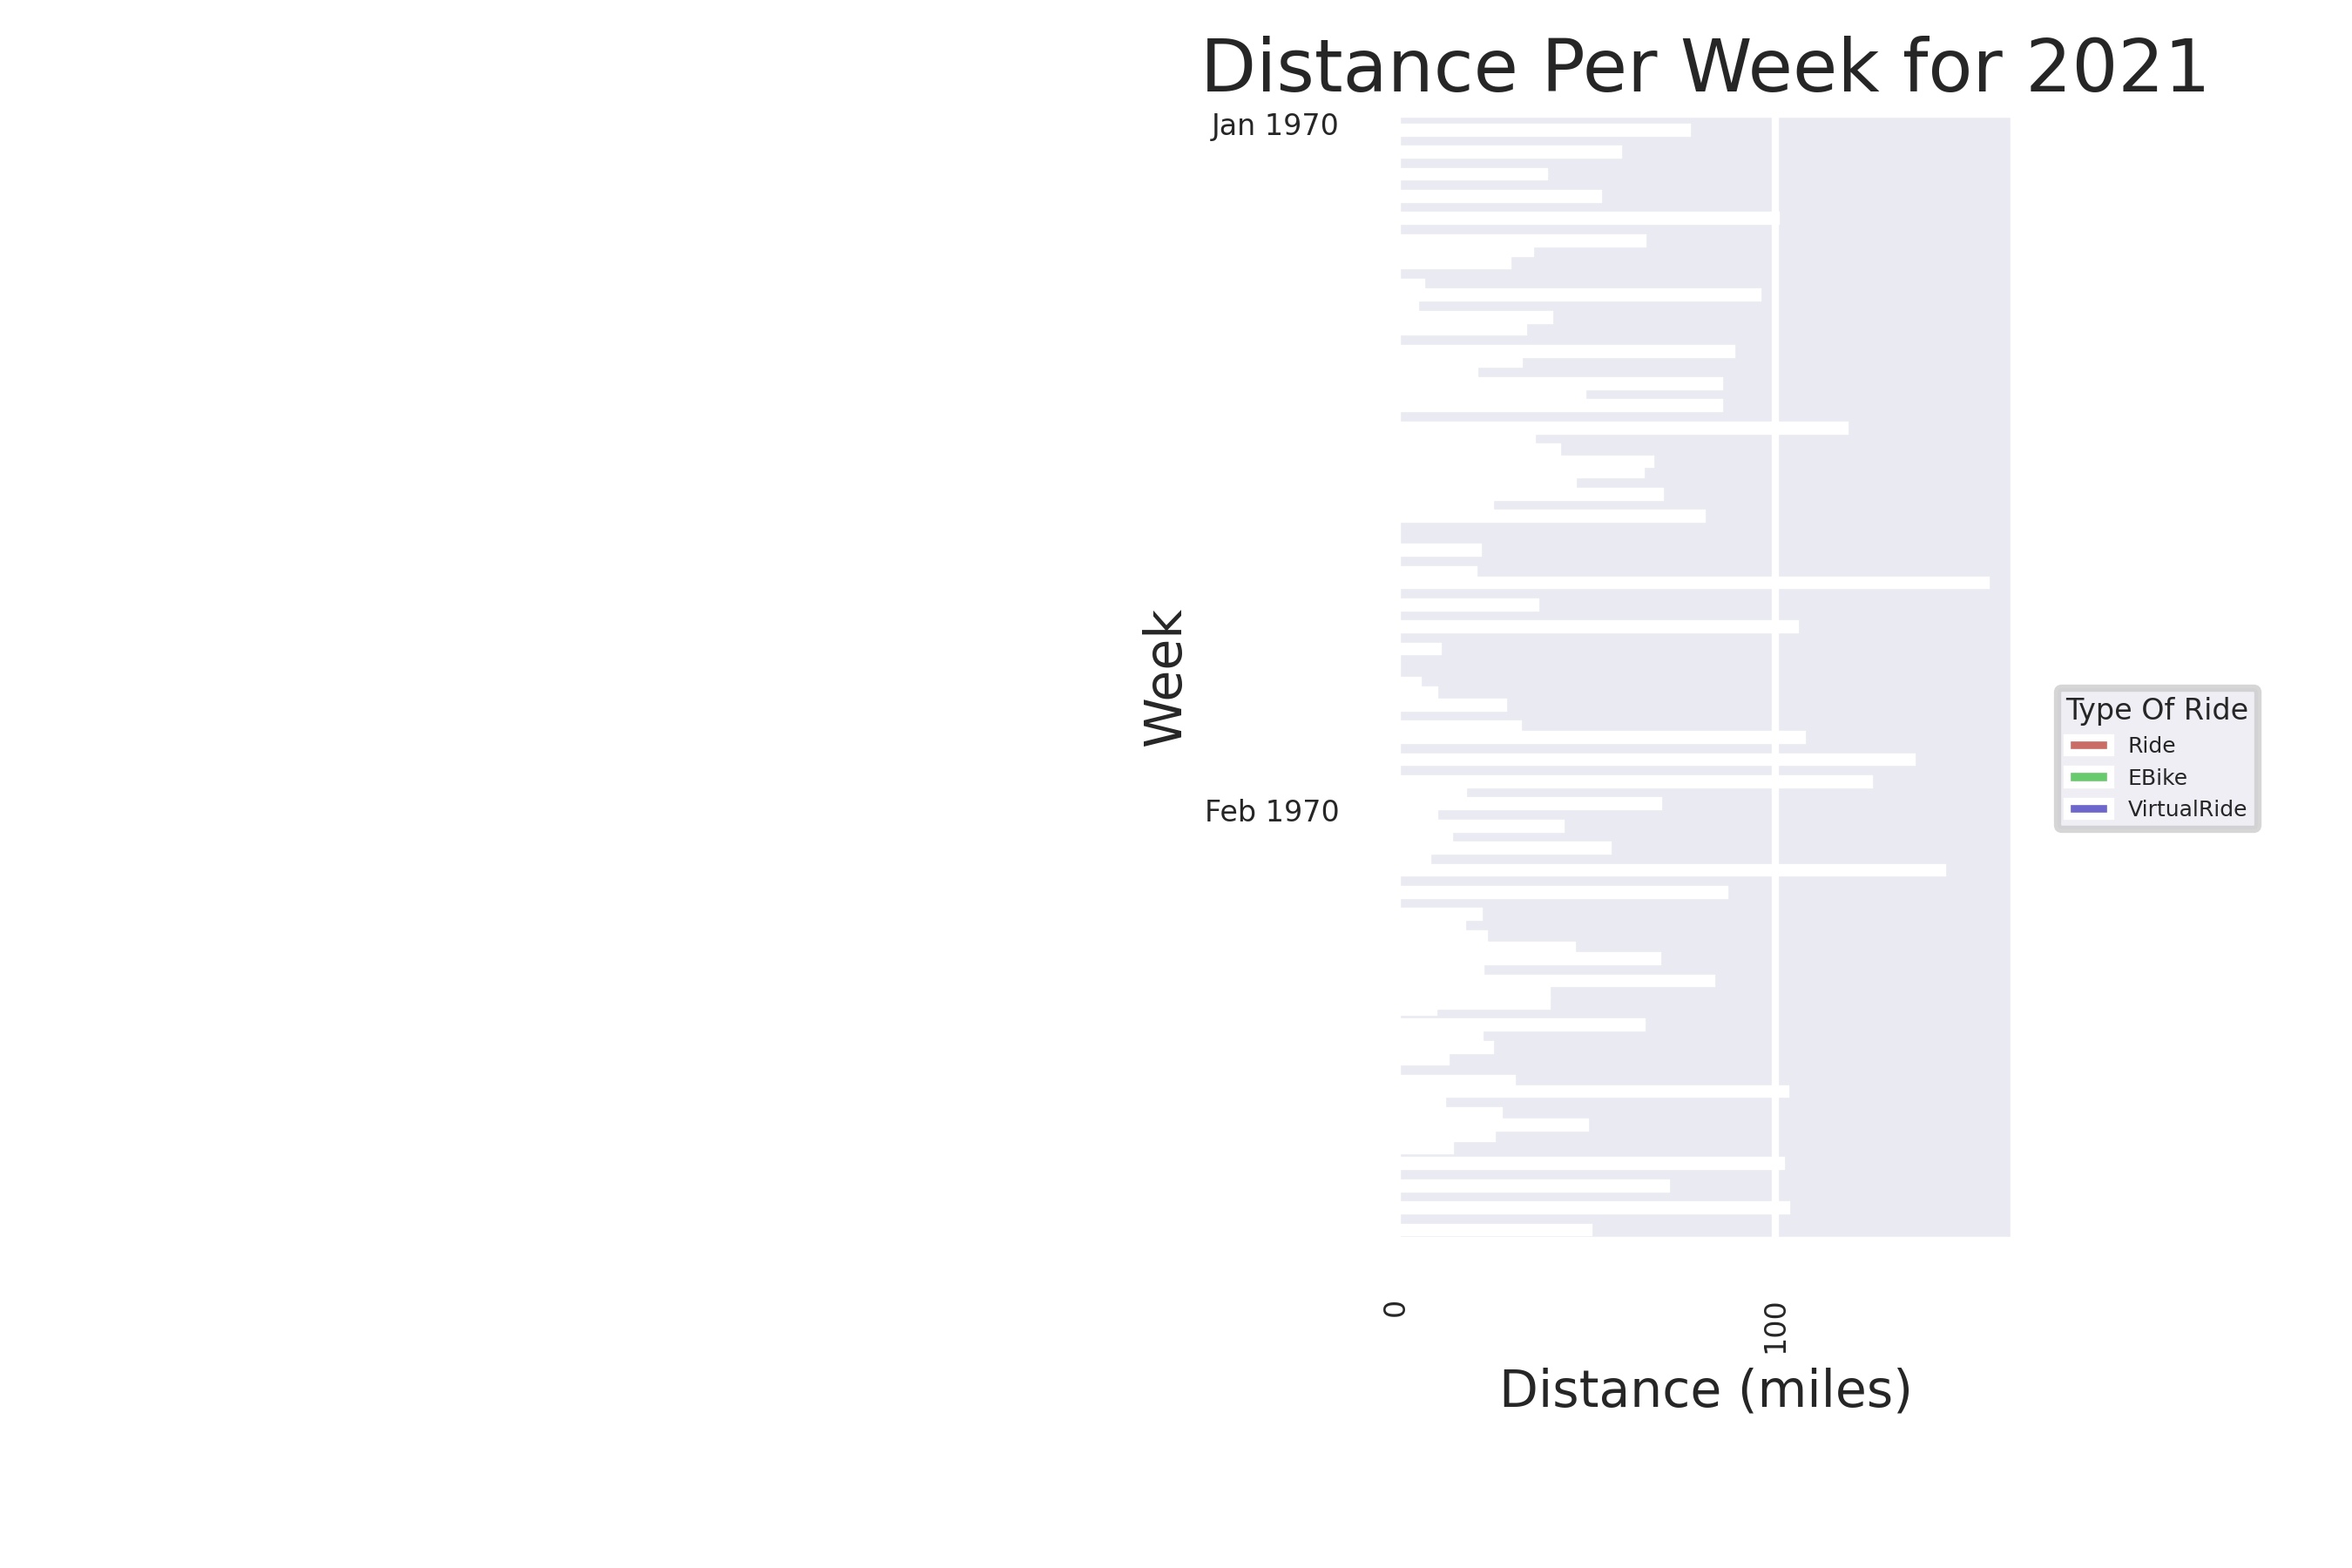 Distance Per Week for 2021
Jan 1970
Week
Feb 1970
Type Of Ride
Ride
EBike
VirtualRide
0
100
Distance (miles)